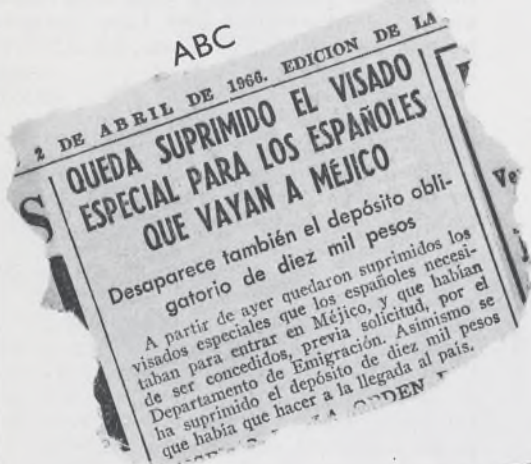 ABC
2 DE ABRIL DE 1966. EDICION DE LA
QUEDA SUPRIMIDO EL VISADO
ESPECIAL PARA LOS ESPAÑOLES
QUE VAYAN A MÉJICO
Desaparece también el depósito obli-
gatorio de diez mil pesos
A partir de ayer quedaron suprimidos los
visados especiales que los españoles necesi-
taban para entrar en Méjico, y que habían
de ser concedidos, previa solicitud, por el
Departamento de Emigración. Asimismo se
ha suprimido el depósito de diez mil pesos
que había que hacer a la llegada al país.
ORDEN